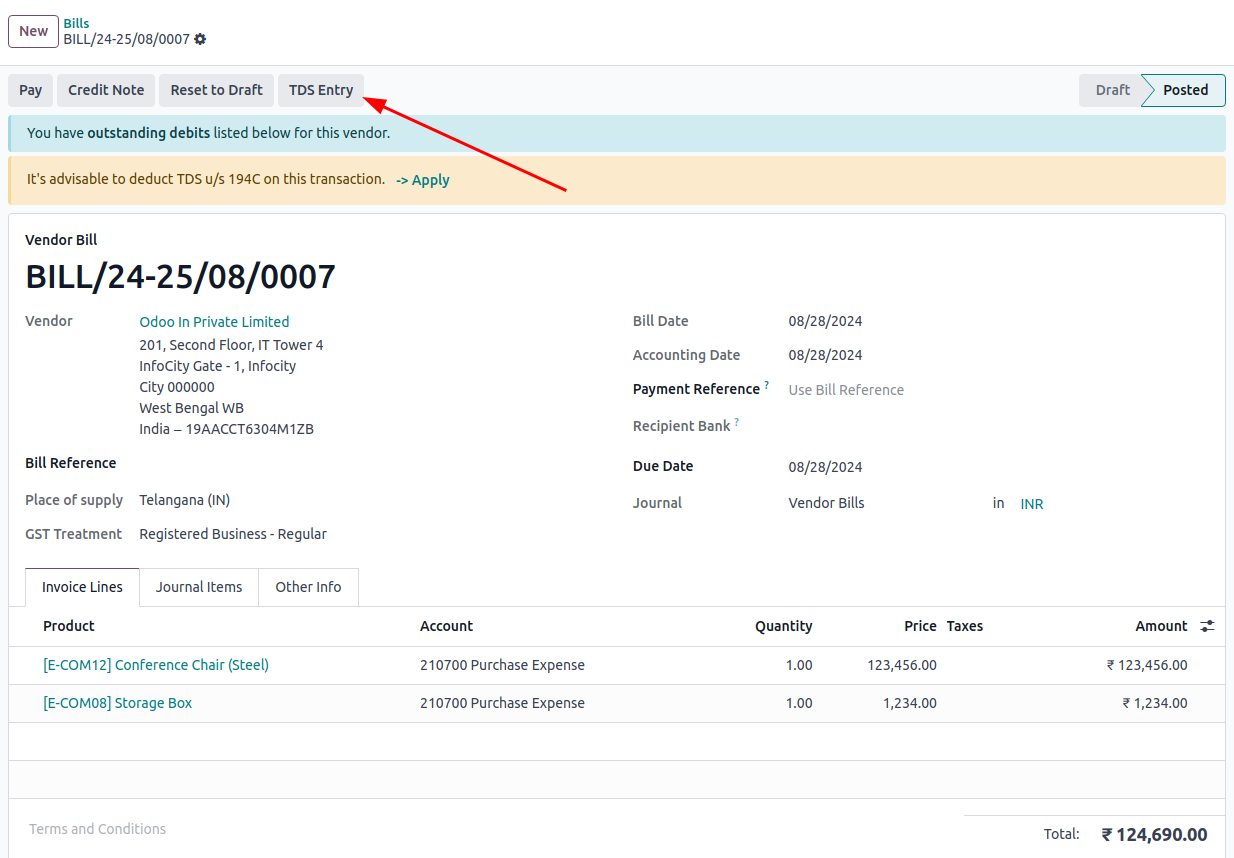 New
Bills
BILL/24-25/08/0007
Pay Credit Note Reset to Draft TDS Entry Draft Posted
You have outstanding debits listed below for this vendor.
It's advisable to deduct TDS u/s 194C on this transaction. -> Apply
Vendor Bill
BILL/24-25/08/0007
Vendor Odoo In Private Limited Bill Date 08/28/2024
201, Second Floor, IT Tower 4
InfoCity Gate - 1, Infocity Accounting Date 08/28/2024
City 000000 Payment Reference ? Use Bill Reference
West Bengal WB
India – 19AACCT6304M1ZB Recipient Bank ?
Bill Reference Due Date 08/28/2024
Place of supply Telangana (IN) Journal Vendor Bills in INR
GST Treatment Registered Business - Regular
Invoice Lines Journal Items Other Info
Product Account Quantity Price Taxes Amount
[E-COM12] Conference Chair (Steel) 210700 Purchase Expense 1.00 123,456.00 ₹ 123,456.00
[E-COM08] Storage Box 210700 Purchase Expense 1.00 1,234.00 ₹ 1,234.00
Terms and Conditions
Total: ₹ 124,690.00